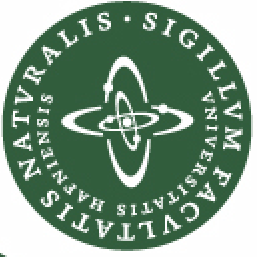 SIGILLVM FACVLTATIS NATVRALIS ·
VNIVERSITATIS HAFNIENSIS